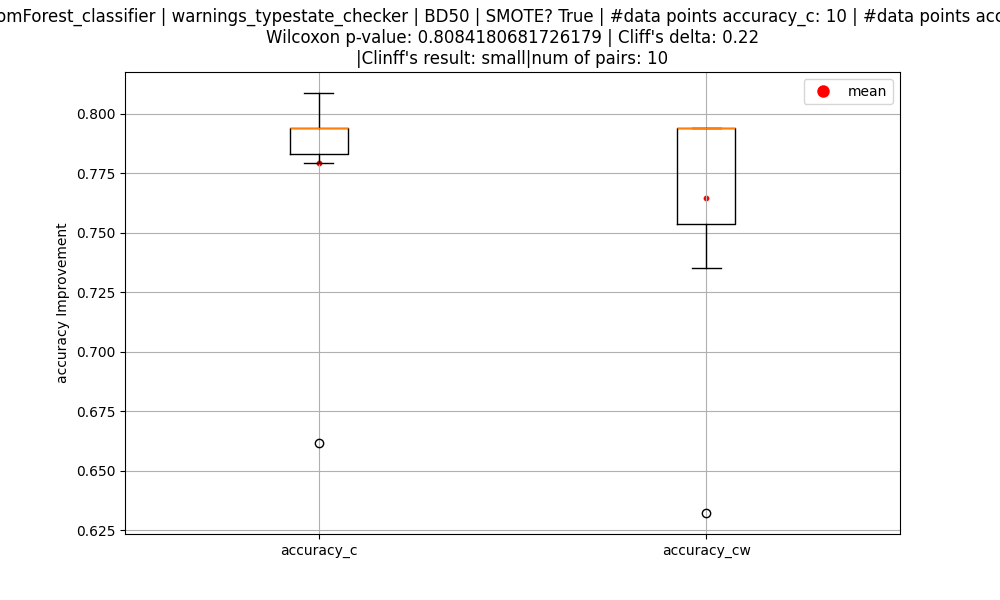 omForest_classifier | warnings_typestate_checker | BD50 | SMOTE? True | #data points accuracy_c: 10 | #data points acc
Wilcoxon p-value: 0.8084180681726179 | Cliff's delta: 0.22
|Clinff's result: small|num of pairs: 10
mean
0.800
0.775
0.750
0.725
0.700
0.675
0.650
0.625
accuracy Improvement
accuracy_c
accuracy_cw